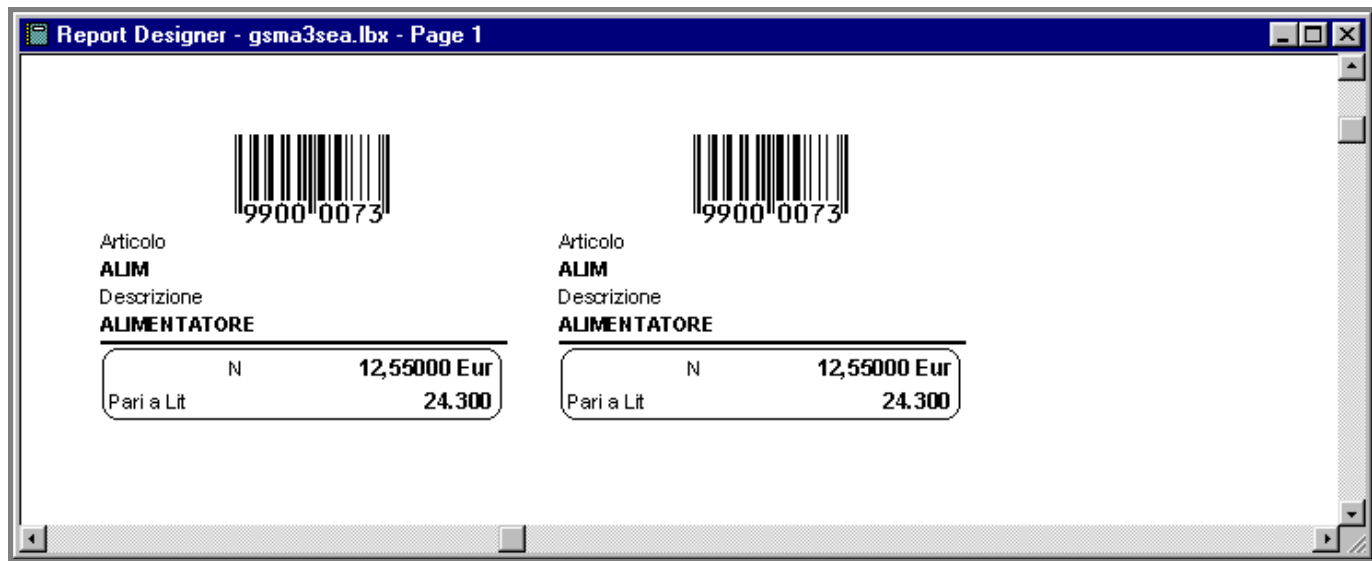 Report Designer - gsma3sea.lbx - Page 1
9900 0073 9900 0073
Articolo Articolo
ALIM ALIM
Descrizione Descrizione
ALIMENTATORE ALIMENTATORE
N 12,55000 Eur N 12,55000 Eur
Pari a Lit 24.300 Pari a Lit 24.300